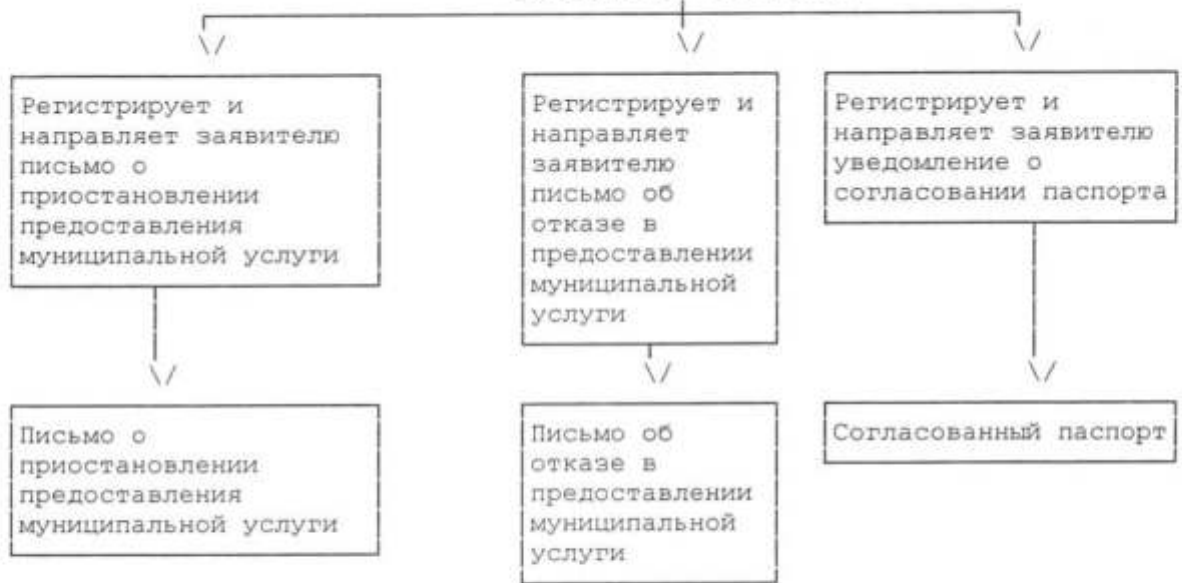 Регистрирует и
направляет заявителю
письмо о
приостановлении
предоставления
муниципальной услуги
Регистрирует и
направляет
заявителю
письмо об
отказе в
предоставлении
муниципальной
услуги
Регистрирует и
направляет заявителю
уведомление о
согласовании паспорта
Письмо о
приостановлении
предоставления
муниципальной услуги
Письмо об
отказе в
предоставлении
муниципальной
услуги
Согласованный паспорт